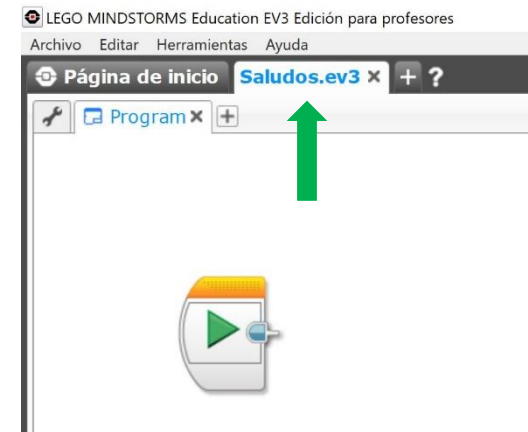 LEGO MINDSTORMS Education EV3 Edición para profesores
Archivo Editar Herramientas Ayuda
Página de inicio Saludos.ev3 × + ?
Program × +